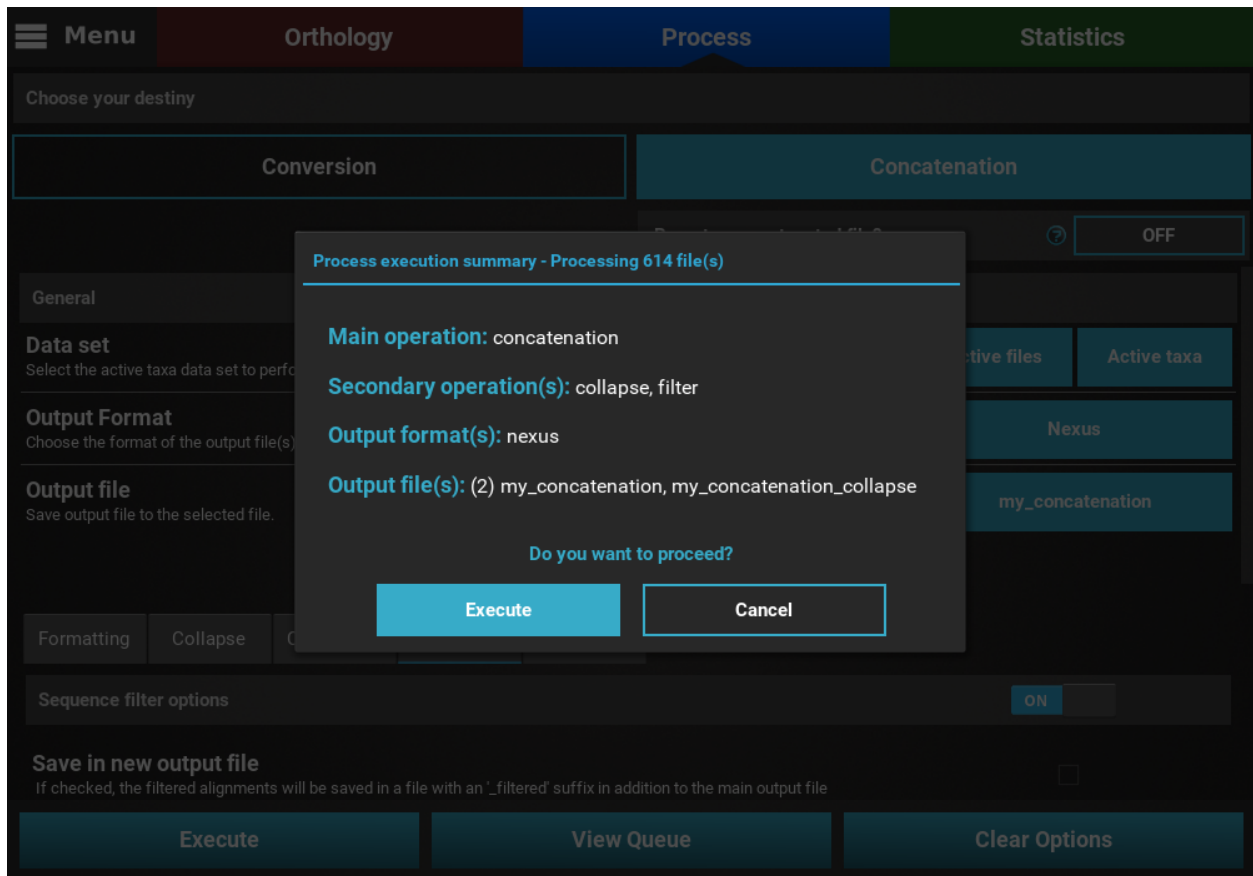 Menu
Orthology
Process
Statistics
Choose your destiny
Conversion
Concatenation
OFF
Process execution summary - Processing 614 file(s)
General
Main operation: concatenation
Data set
Select the active taxa data set to perfo
tive files
Active taxa
Secondary operation(s): collapse, filter
Output Format
Choose the format of the output file(s)
Nexus
Output format(s): nexus
Output file
Save output file to the selected file.
my_concatenation
Output file(s): (2) my_concatenation, my_concatenation_collapse
Do you want to proceed?
Execute
Cancel
Formatting
Collapse
Sequence filter options
ON
Save in new output file
If checked, the filtered alignments will be saved in a file with an '_filtered' suffix in addition to the main output file
Execute
View Queue
Clear Options